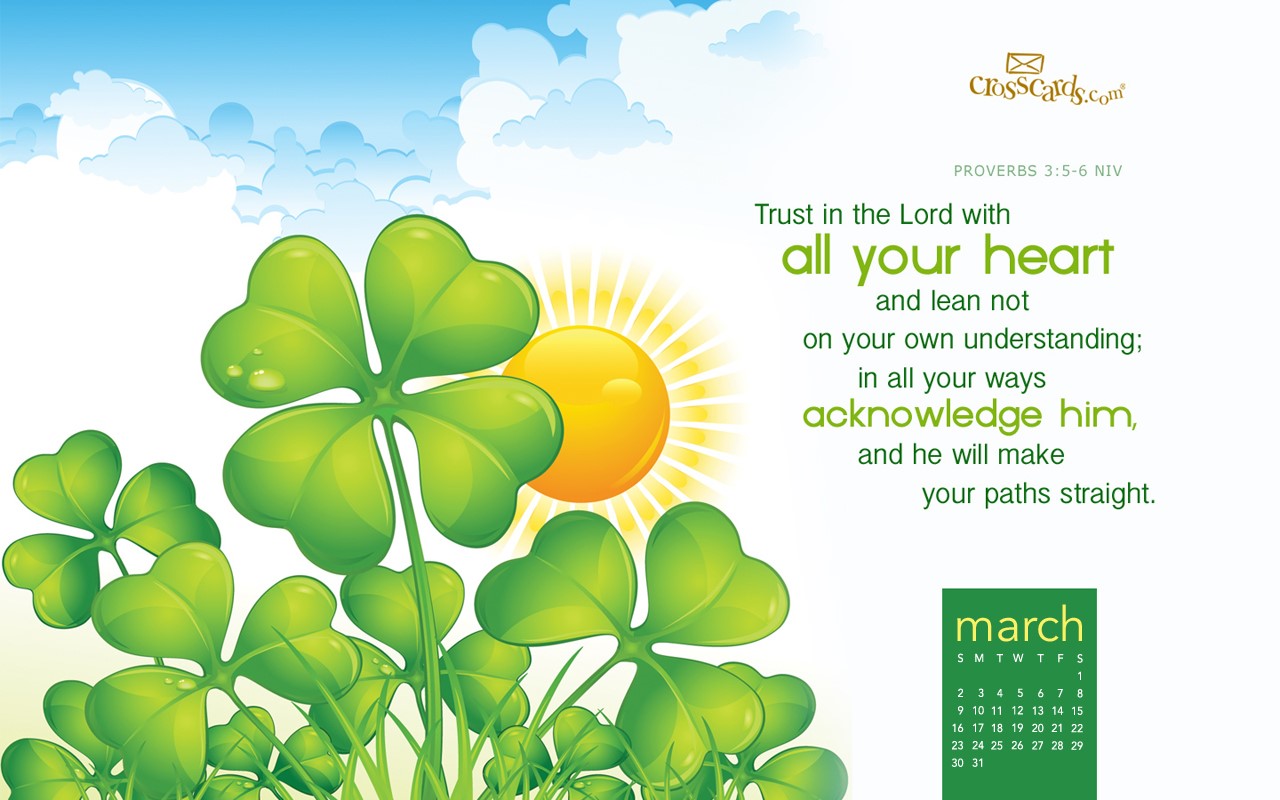 crosscards.com®
PROVERBS 3:5-6 NIV
Trust in the Lord with
all your heart
and lean not
on your own understanding;
in all your ways
acknowledge him,
and he will make
your paths straight.
march
S M T W T F S
1
2 3 4 5 6 7 8
9 10 11 12 13 14 15
16 17 18 19 20 21 22
23 24 25 26 27 28 29
30 31